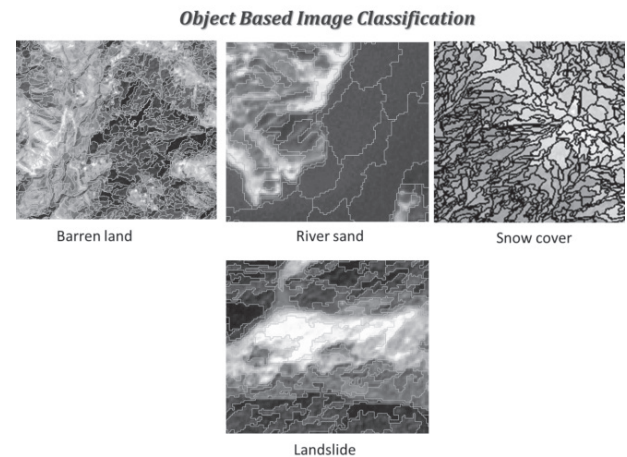 Object Based Image Classification
Barren land
River sand
Snow cover
Landslide